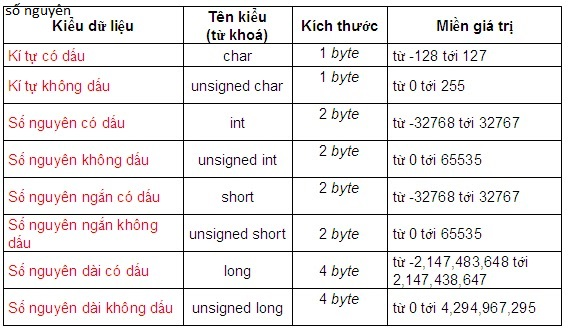 số nguyên
Kiểu dữ liệu Tên kiểu (từ khoá) Kích thước Miền giá trị
Kí tự có dấu char 1 byte từ -128 tới 127
Kí tự không dấu unsigned char 1 byte từ 0 tới 255
Số nguyên có dấu int 2 byte từ -32768 tới 32767
Số nguyên không dấu unsigned int 2 byte từ 0 tới 65535
Số nguyên ngắn có dấu short 2 byte từ -32768 tới 32767
Số nguyên ngắn không dấu unsigned short 2 byte từ 0 tới 65535
Số nguyên dài có dấu long 4 byte từ -2,147,483,648 tới 2,147,438,647
Số nguyên dài không dấu unsigned long 4 byte từ 0 tới 4,294,967,295